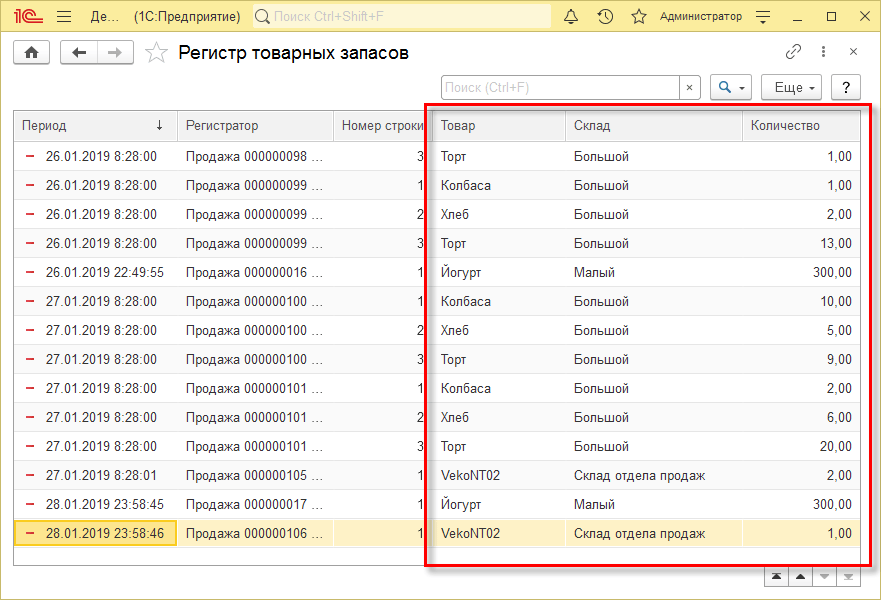 1С Де... (1С:Предприятие) Поиск Ctrl+Shift+F Администратор
Регистр товарных запасов
Поиск (Ctrl+F) × Еще ?
Период ↓ Регистратор Номер строки Товар Склад Количество
26.01.2019 8:28:00 Продажа 000000098 ... 3 Торт Большой 1,00
26.01.2019 8:28:00 Продажа 000000099 ... 1 Колбаса Большой 1,00
26.01.2019 8:28:00 Продажа 000000099 ... 2 Хлеб Большой 2,00
26.01.2019 8:28:00 Продажа 000000099 ... 3 Торт Большой 13,00
26.01.2019 22:49:55 Продажа 000000016 ... 1 Йогурт Малый 300,00
27.01.2019 8:28:00 Продажа 000000100 ... 1 Колбаса Большой 10,00
27.01.2019 8:28:00 Продажа 000000100 ... 2 Хлеб Большой 5,00
27.01.2019 8:28:00 Продажа 000000100 ... 3 Торт Большой 9,00
27.01.2019 8:28:00 Продажа 000000101 ... 1 Колбаса Большой 2,00
27.01.2019 8:28:00 Продажа 000000101 ... 2 Хлеб Большой 6,00
27.01.2019 8:28:00 Продажа 000000101 ... 3 Торт Большой 20,00
27.01.2019 8:28:01 Продажа 000000105 ... 1 VekoNT02 Склад отдела продаж 2,00
28.01.2019 23:58:45 Продажа 000000017 ... 1 Йогурт Малый 300,00
28.01.2019 23:58:46 Продажа 000000106 ... 1 VekoNT02 Склад отдела продаж 1,00